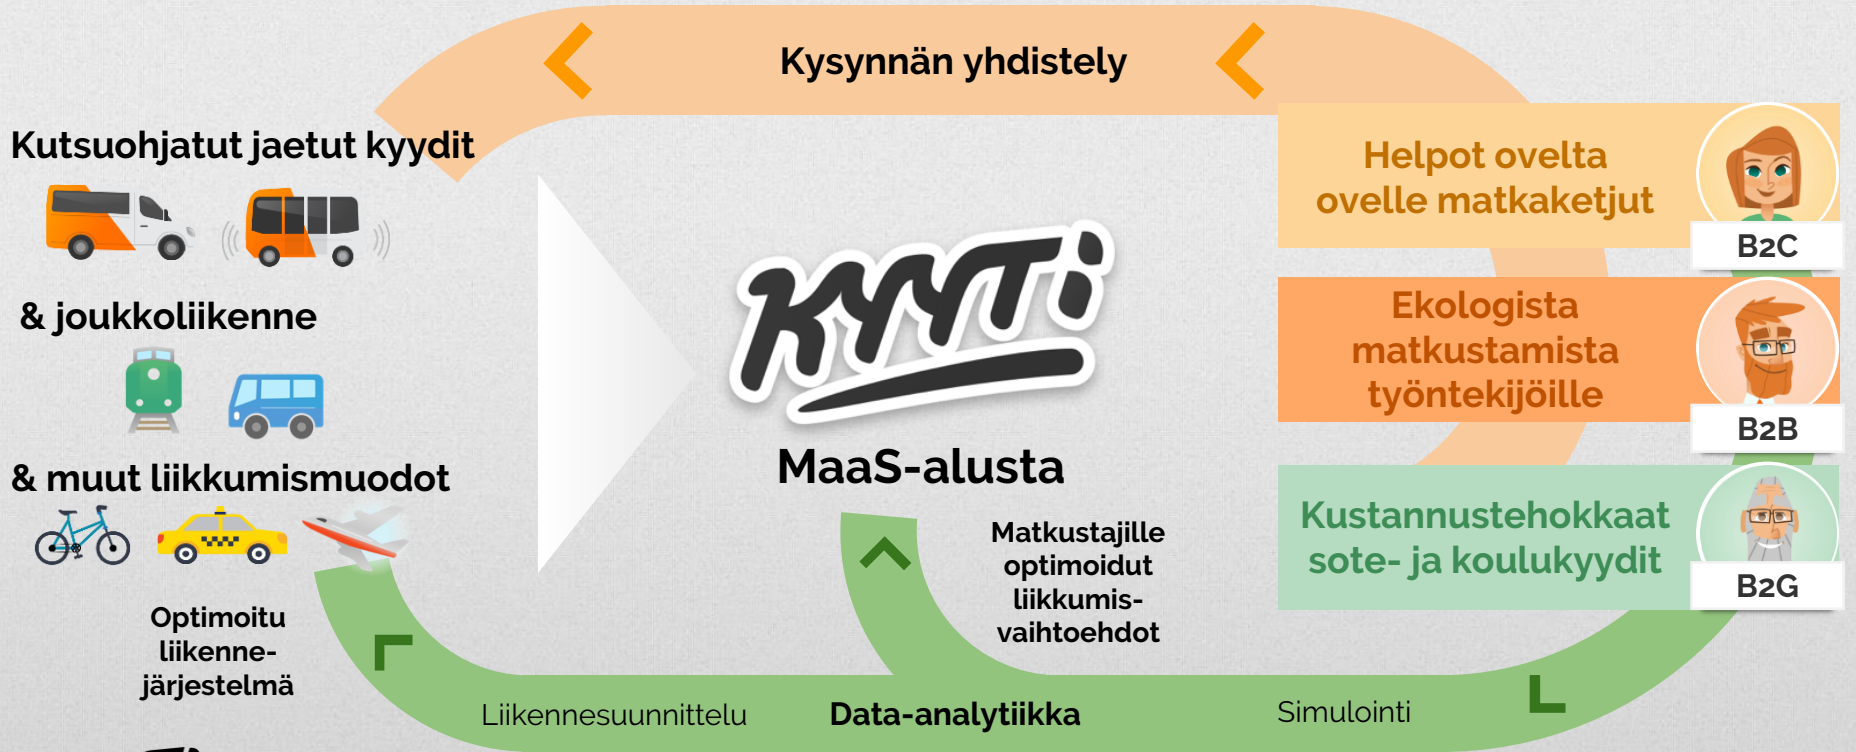 Kysynnän yhdistely
Kutsuohjatut jaetut kyydit
& joukkoliikenne
& muut liikkumismuodot
Optimoitu
liikenne-
järjestelmä
KYYTi
MaaS-alusta
Matkustajille
optimoidut
liikkumis-
vaihtoehdot
Helpot ovelta
ovelle matkaketjut
B2C
Ekologista
matkustamista
työntekijöille
B2B
Kustannustehokkaat
sote- ja koulukyydit
B2G
Liikennesuunnittelu
Data-analytiikka
Simulointi